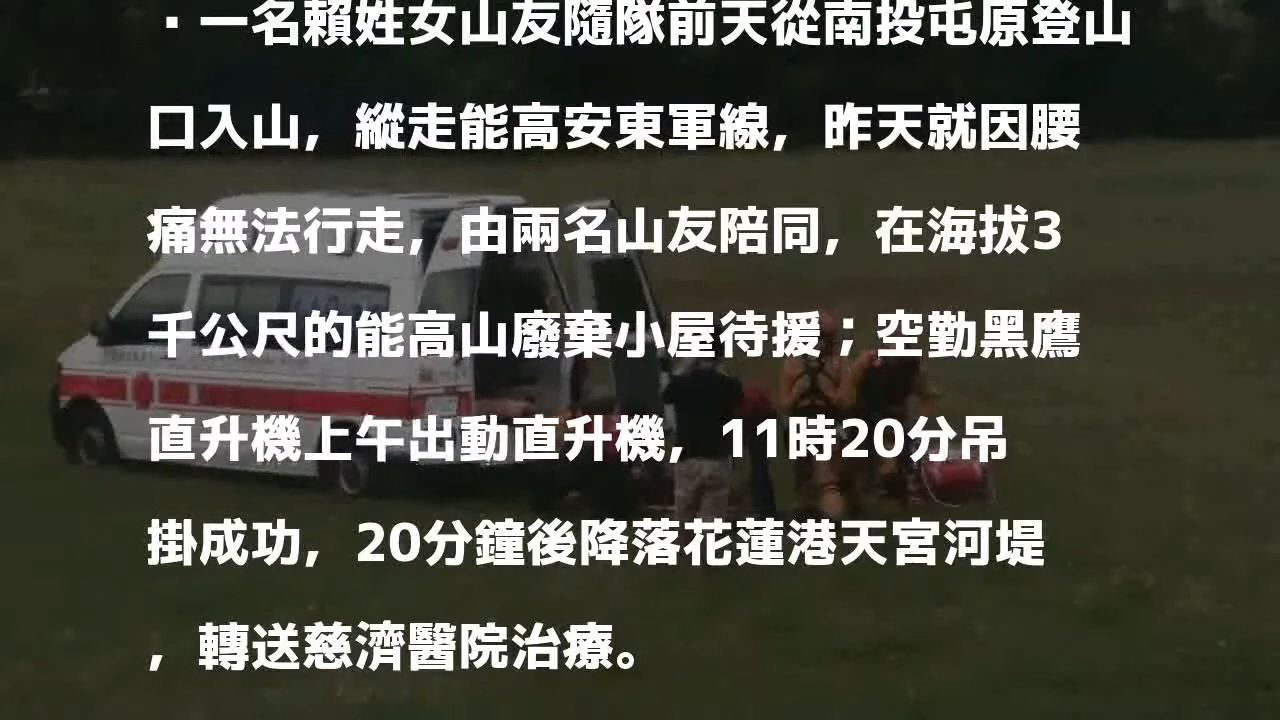 ・一名賴姓女山友隨隊前天從南投屯原登山
口入山，縱走能高安東軍線，昨天就因腰
痛無法行走，由兩名山友陪同，在海拔3
千公尺的能高山廢棄小屋待援；空勤黑鷹
直升機上午出動直升機，11時20分吊
掛成功，20分鐘後降落花蓮港天宮河堤
，轉送慈濟醫院治療。